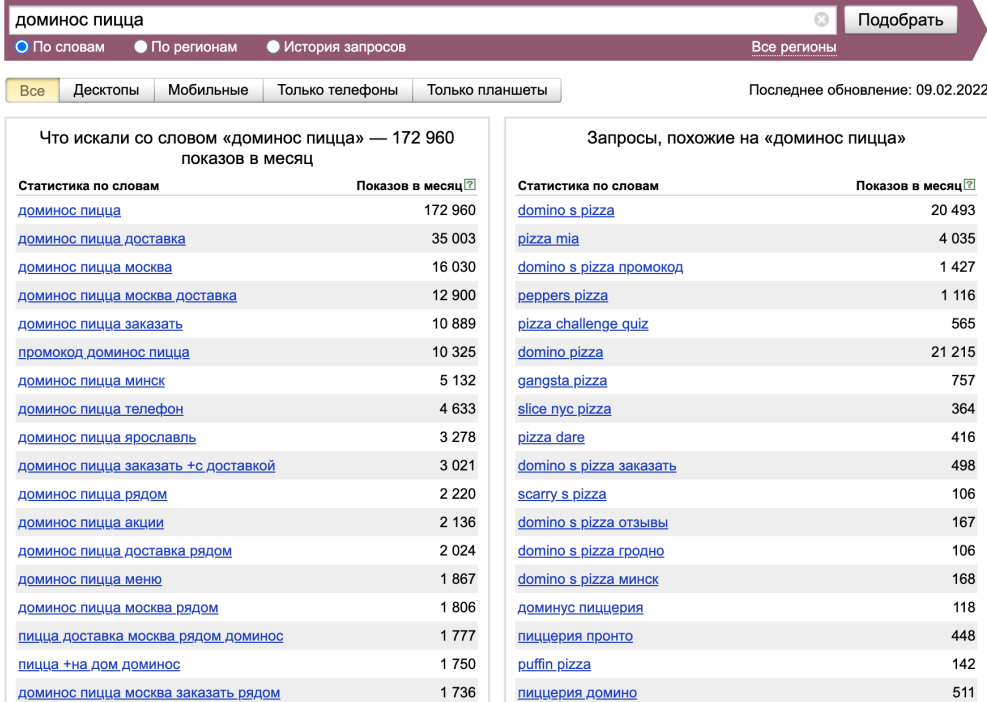 доминос пицца
Подобрать
По словам По регионам История запросов Все регионы
Все Десктопы Мобильные Только телефоны Только планшеты Последнее обновление: 09.02.2022
Что искали со словом «доминос пицца» — 172 960
показов в месяц
Статистика по словам Показов в месяц ?
доминос пицца 172 960
доминос пицца доставка 35 003
доминос пицца москва 16 030
доминос пицца москва доставка 12 900
доминос пицца заказать 10 889
промокод доминос пицца 10 325
доминос пицца минск 5 132
доминос пицца телефон 4 633
доминос пицца ярославль 3 278
доминос пицца заказать +с доставкой 3 021
доминос пицца рядом 2 220
доминос пицца акции 2 136
доминос пицца доставка рядом 2 024
доминос пицца меню 1 867
доминос пицца москва рядом 1 806
пицца доставка москва рядом доминос 1 777
пицца +на дом доминос 1 750
доминос пицца москва заказать рядом 1 736
Запросы, похожие на «доминос пицца»
Статистика по словам Показов в месяц ?
domino s pizza 20 493
pizza mia 4 035
domino s pizza промокод 1 427
peppers pizza 1 116
pizza challenge quiz 565
domino pizza 21 215
gangsta pizza 757
slice nyc pizza 364
pizza dare 416
domino s pizza заказать 498
scarry s pizza 106
domino s pizza отзывы 167
domino s pizza гродно 106
domino s pizza минск 168
доминус пиццерия 118
пиццерия пронто 448
puffin pizza 142
пиццерия домино 511